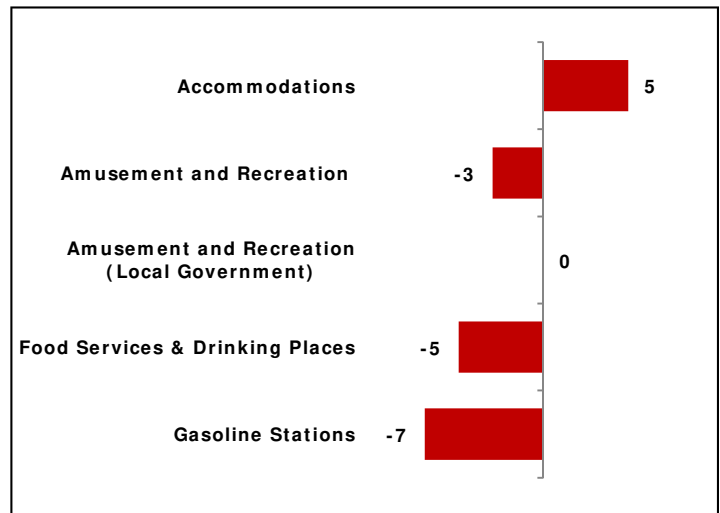 Accommodations 5
Amusement and Recreation -3
Amusement and Recreation
(Local Government) 0
Food Services & Drinking Places -5
Gasoline Stations -7